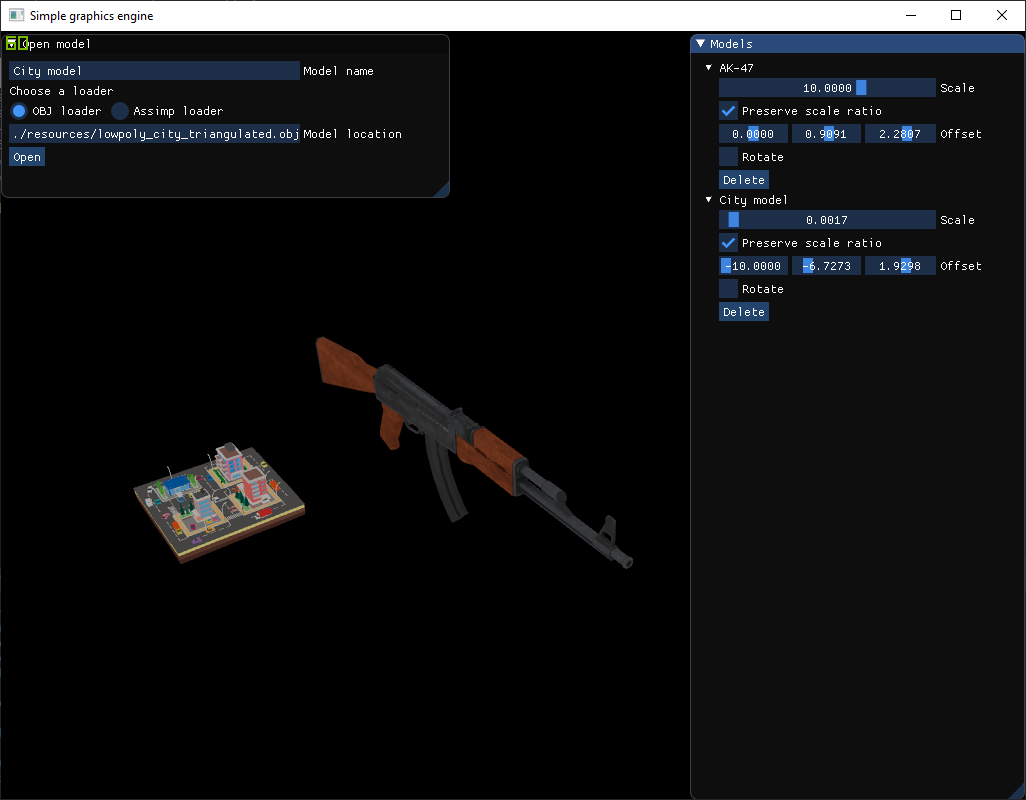 Simple graphics engine
Open model
City model Model name
Choose a loader
OBJ loader Assimp loader
./resources/lowpoly_city_triangulated.obj Model location
Open
Models
AK-47
10.0000 Scale
Preserve scale ratio
0.0000 0.9091 2.2807 Offset
Rotate
Delete
City model
0.0017 Scale
Preserve scale ratio
-10.0000 -6.7273 1.9298 Offset
Rotate
Delete